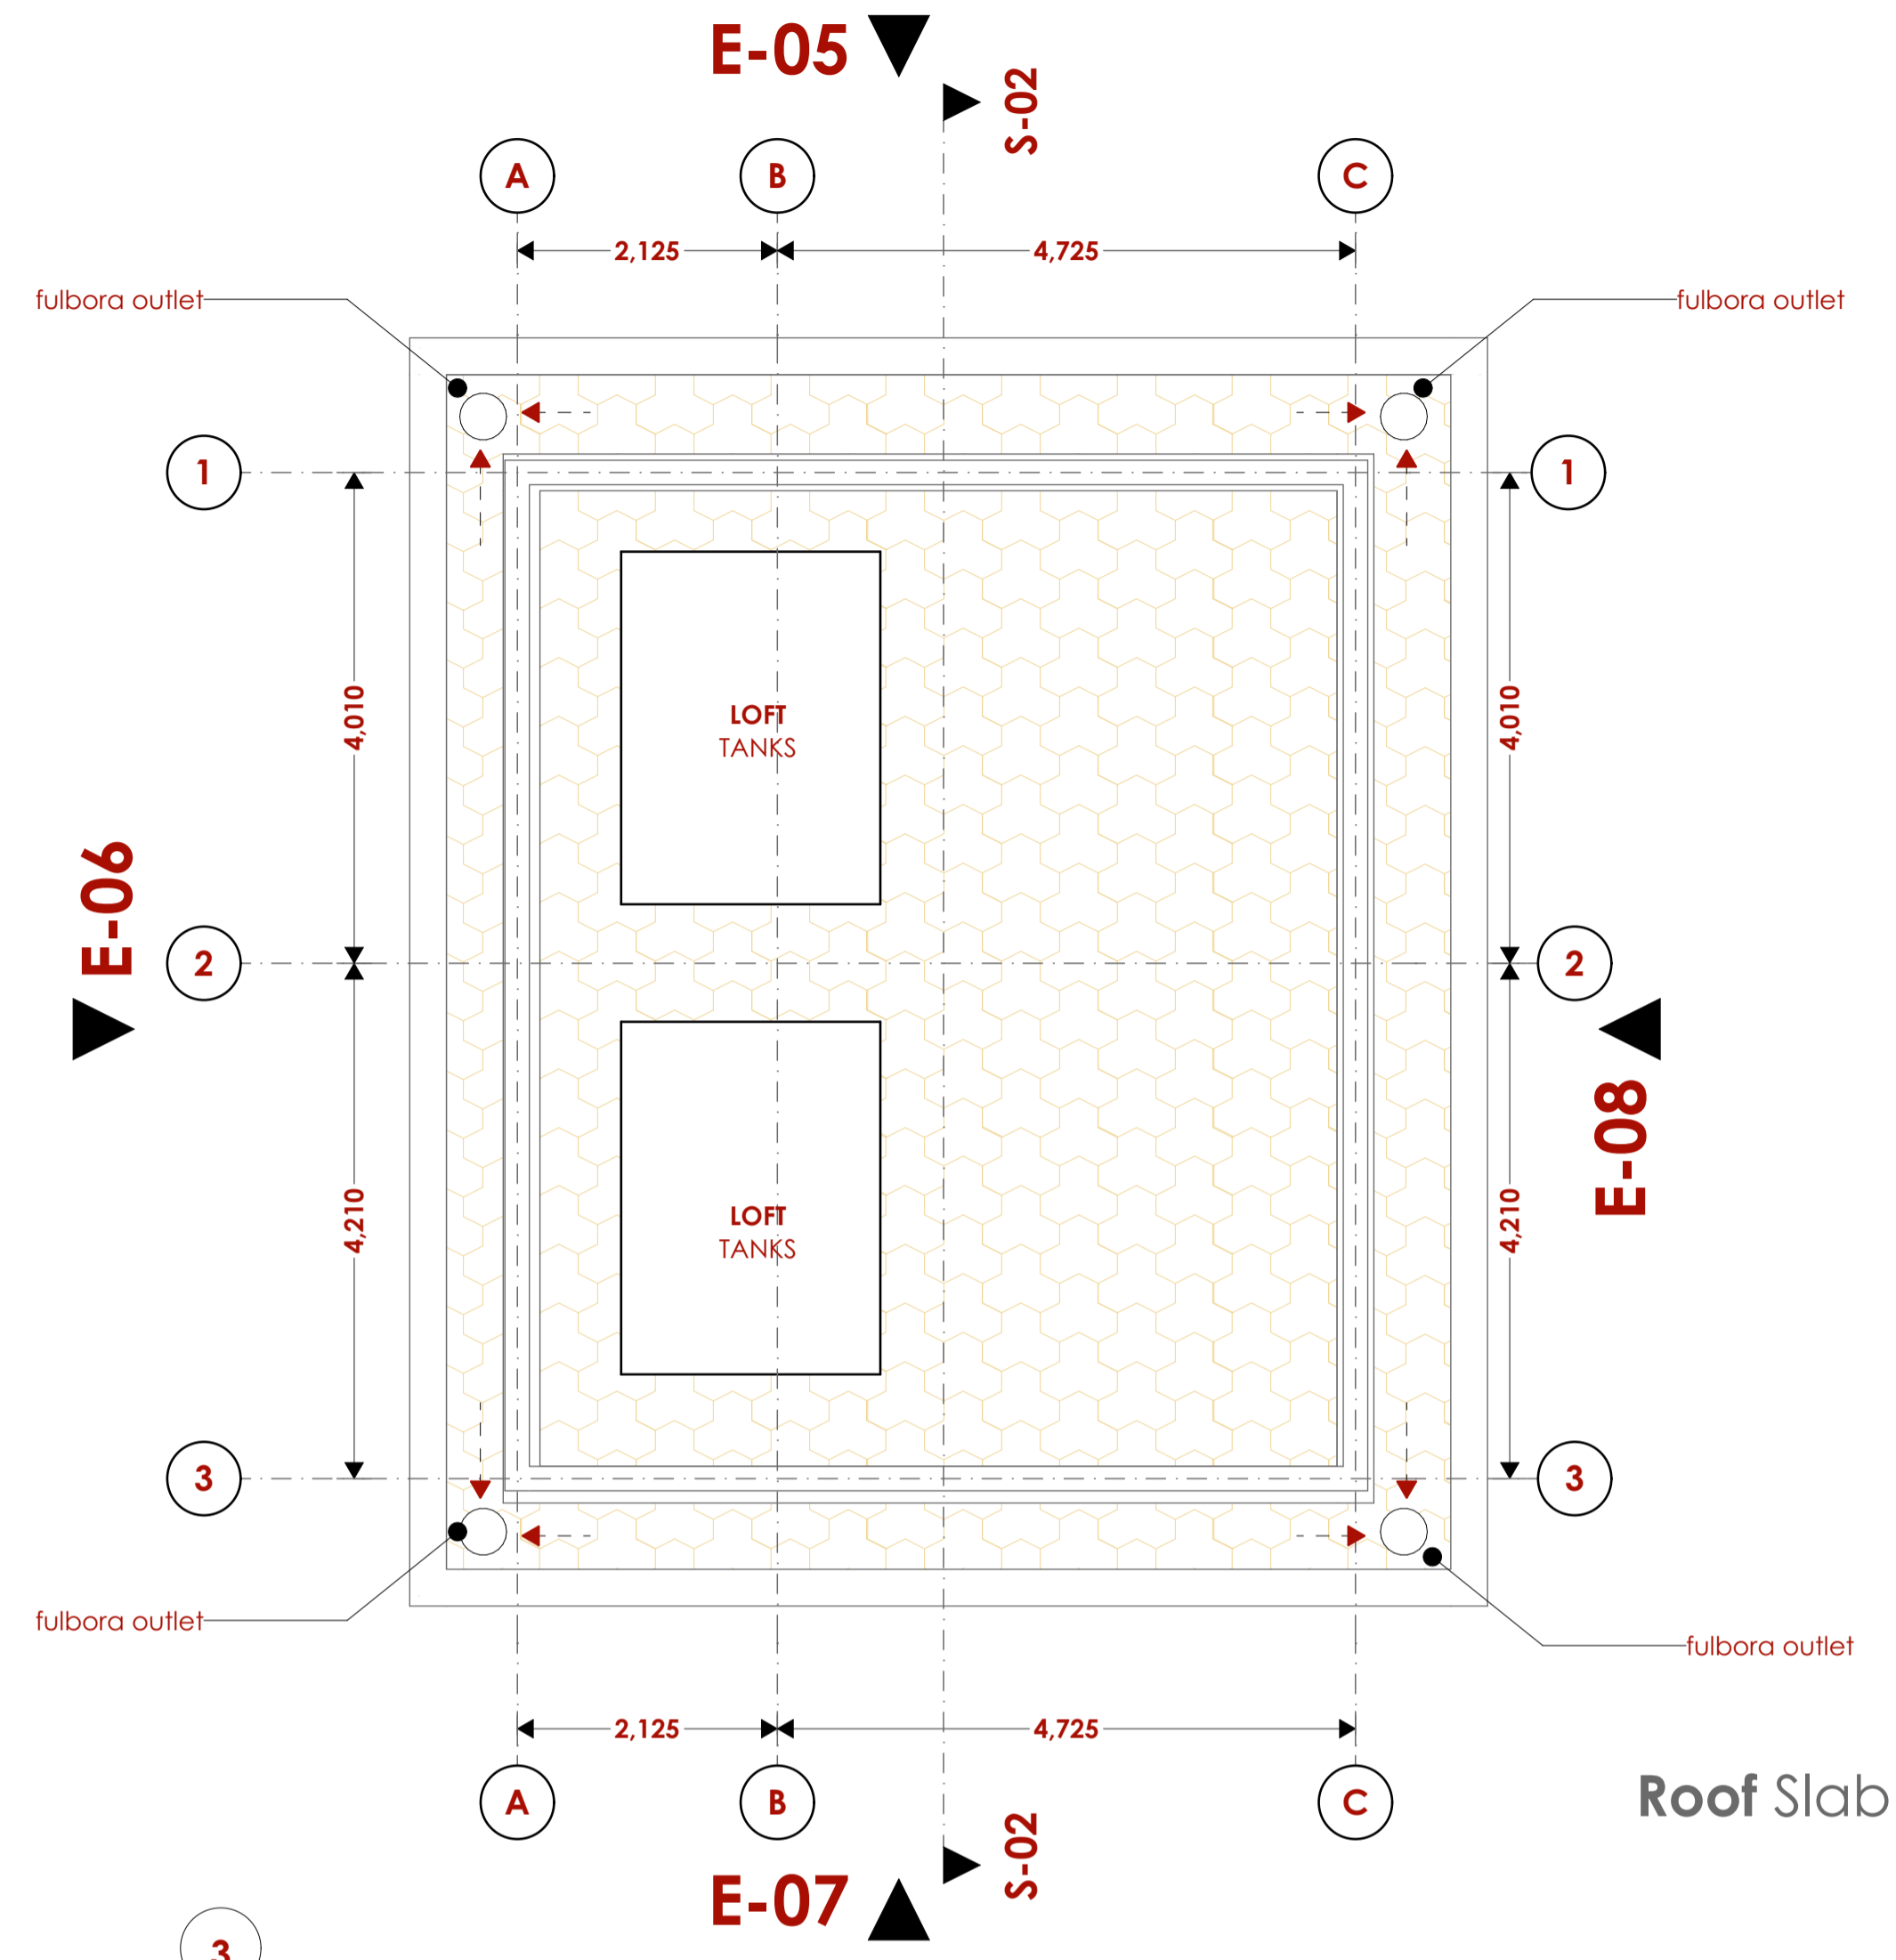 E-05
S-02
A B C
2,125 4,725
fulbora outlet fulbora outlet
1 1
4,010 4,010
LOFT
TANKS
E-06
2 2
E-08
4,210 4,210
LOFT
TANKS
3 3
fulbora outlet
fulbora outlet
2,125 4,725
A B C
Roof Slab
S-02
E-07
3